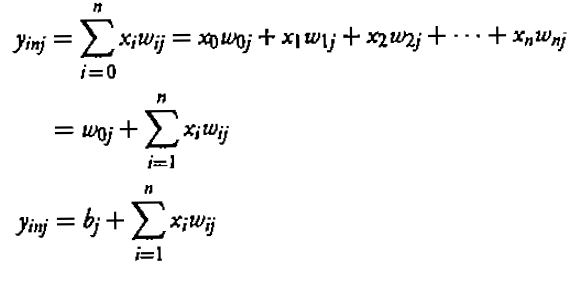 y_{inj} = \sum_{i=0}^{n} x_i w_{ij} = x_0 w_{0j} + x_1 w_{1j} + x_2 w_{2j} + \cdots + x_n w_{nj}
= w_{0j} + \sum_{i=1}^{n} x_i w_{ij}
y_{inj} = b_j + \sum_{i=1}^{n} x_i w_{ij}